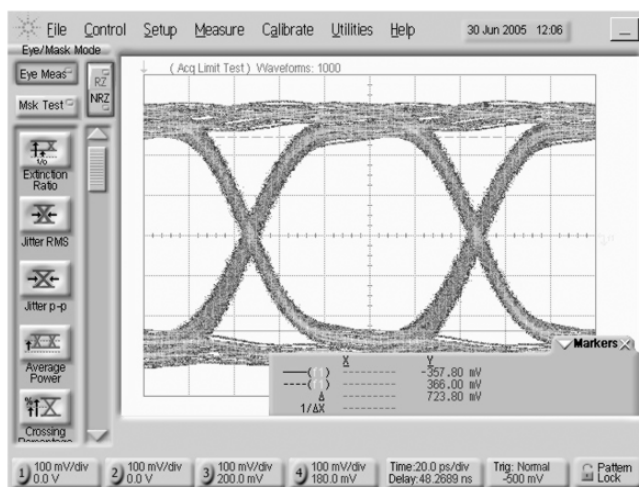 File Control Setup Measure Calibrate Utilities Help 30 Jun 2005 12:06
Eye/Mask Mode
Eye Meas
RZ
NRZ
Msk Test
( Acq Limit Test ) Waveforms: 1000
Extinction
Ratio
Jitter RMS
Jitter p-p
Average
Power
Crossing
Percentage
Markers
X Y
-357.80 mV
366.00 mV
Δ 723.80 mV
1/ΔX
1 100 mV/div 0.0 V
2 100 mV/div 0.0 V
3 100 mV/div 200.0 mV
4 100 mV/div 180.0 mV
Time:20.0 ps/div Delay:48.2689 ns
Trig: Normal -500 mV
Pattern Lock